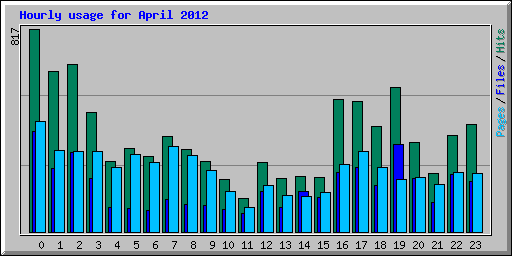 Hourly usage for April 2012
817
Pages / Files / Hits
0 1 2 3 4 5 6 7 8 9 10 11 12 13 14 15 16 17 18 19 20 21 22 23